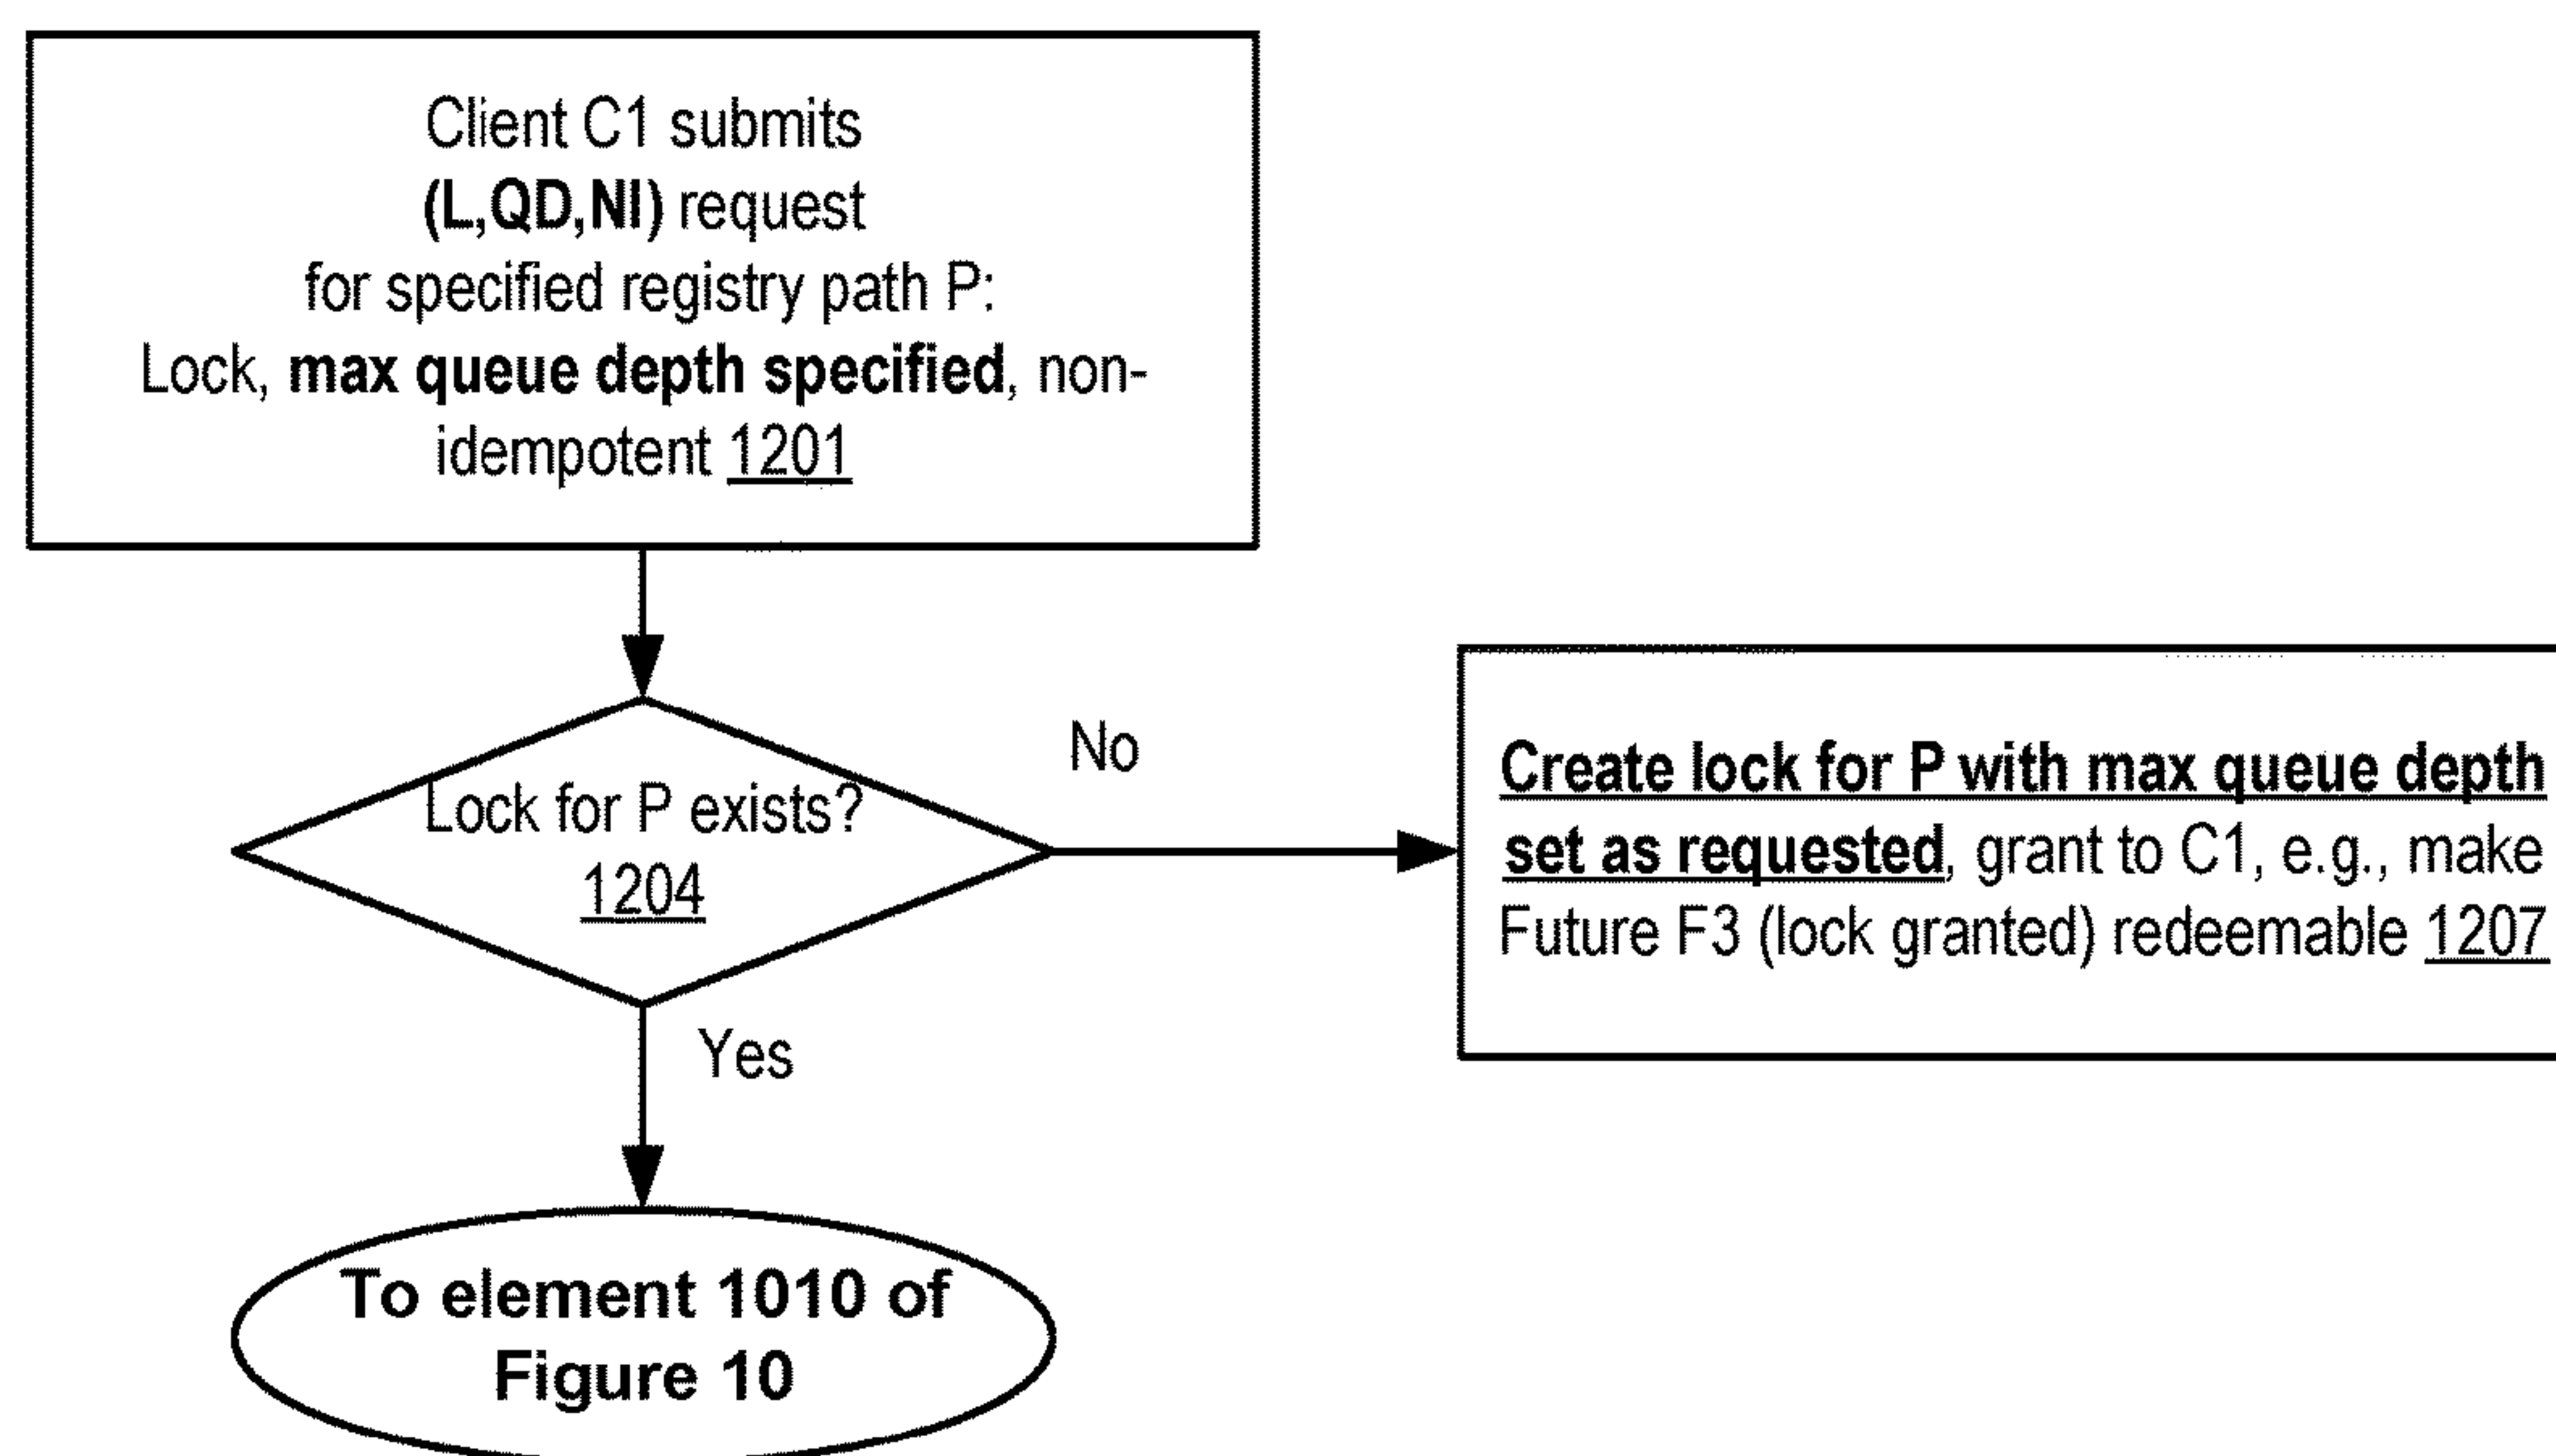 Client C1 submits
(L,QD,NI) request
for specified registry path P:
Lock, max queue depth specified, non-
idempotent 1201
Lock for P exists?
1204
No
Create lock for P with max queue depth
set as requested, grant to C1, e.g., make
Future F3 (lock granted) redeemable 1207
Yes
To element 1010 of
Figure 10